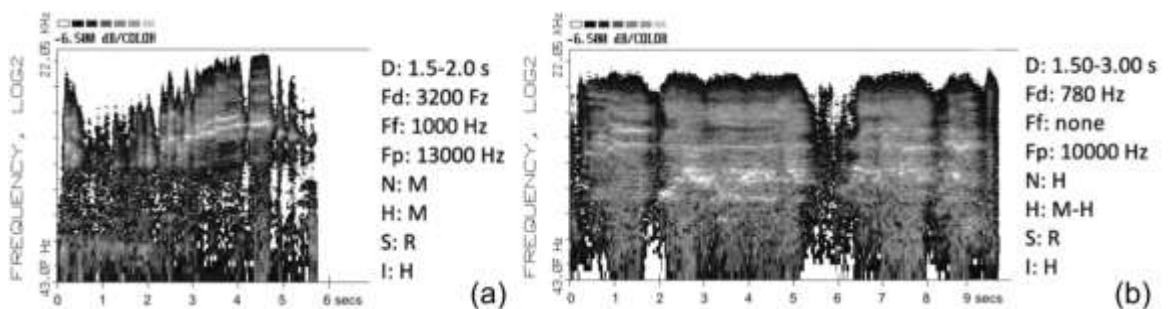 -6.500 dB/COLOR
FREQUENCY, LOG2
22.05 kHz
43.07 Hz
0 1 2 3 4 5 6 secs
D: 1.5-2.0 s
Fd: 3200 Fz
Ff: 1000 Hz
Fp: 13000 Hz
N: M
H: M
S: R
I: H
(a)
-6.500 dB/COLOR
FREQUENCY, LOG2
22.05 kHz
43.07 Hz
0 1 2 3 4 5 6 7 8 9 secs
D: 1.50-3.00 s
Fd: 780 Hz
Ff: none
Fp: 10000 Hz
N: H
H: M-H
S: R
I: H
(b)